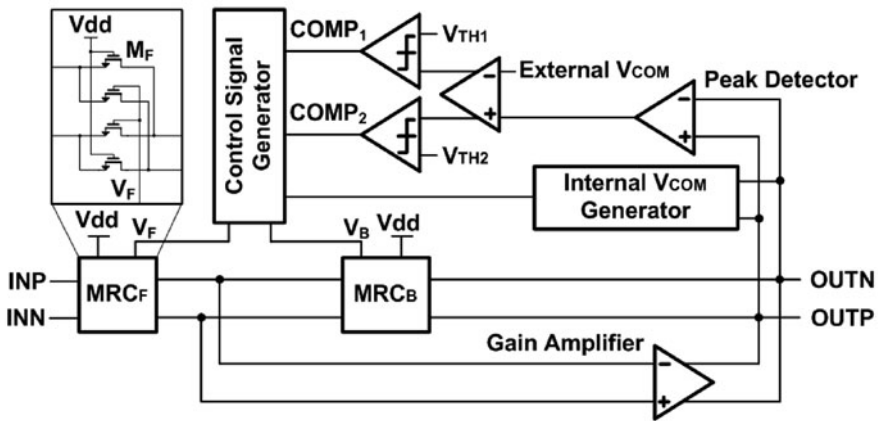 Vdd
MF
VF
Control Signal
Generator
COMP1
COMP2
VTH1
VTH2
External VCOM
Peak Detector
Internal VCOM
Generator
Vdd
VF
VB
Vdd
INP
INN
MRCF
MRCB
OUTN
OUTP
Gain Amplifier